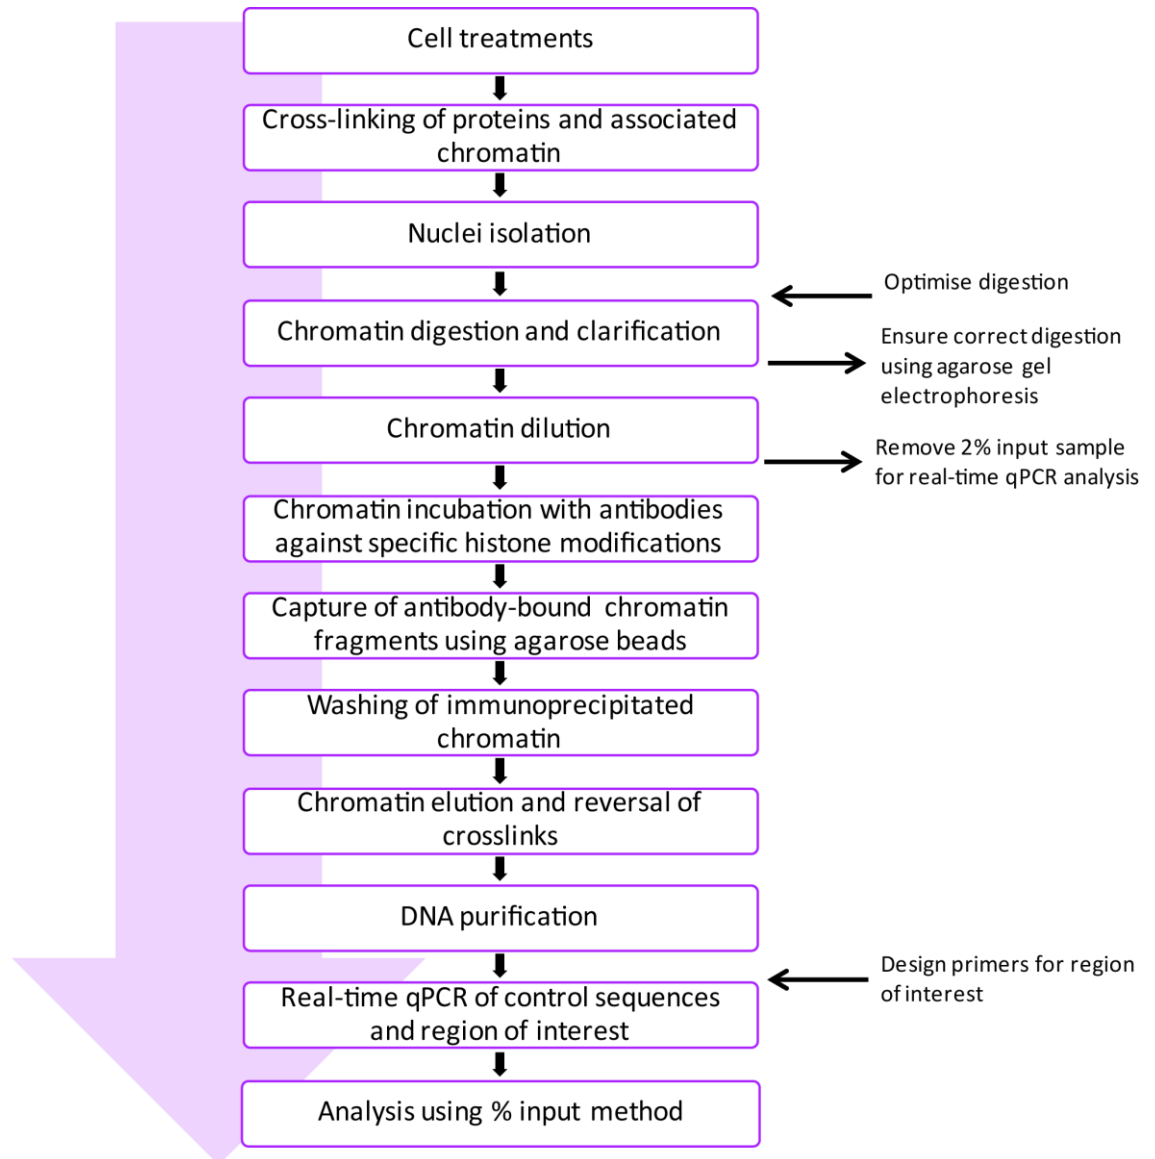 Cell treatments
Cross-linking of proteins and associated
chromatin
Nuclei isolation
Optimise digestion
Chromatin digestion and clarification
Ensure correct digestion
using agarose gel
electrophoresis
Chromatin dilution
Remove 2% input sample
for real-time qPCR analysis
Chromatin incubation with antibodies
against specific histone modifications
Capture of antibody-bound chromatin
fragments using agarose beads
Washing of immunoprecipitated
chromatin
Chromatin elution and reversal of
crosslinks
DNA purification
Design primers for region
of interest
Real-time qPCR of control sequences
and region of interest
Analysis using % input method